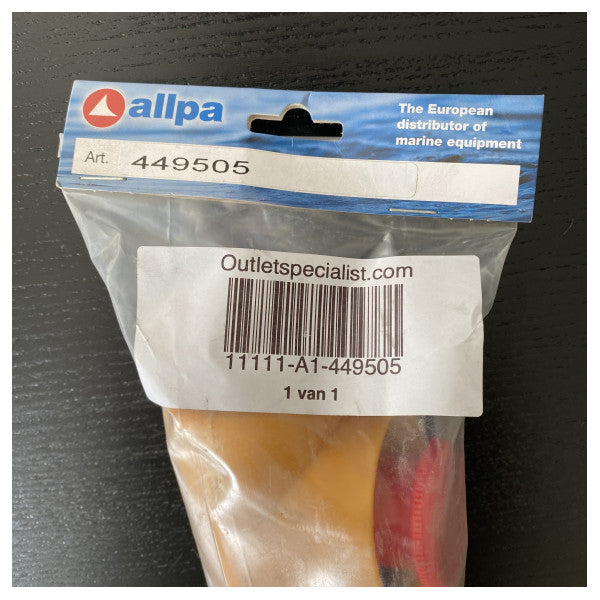 allpa
The European
distributor of
marine equipment
Art. 449505
Outletspecialist.com
11111-A1-449505
1 van 1